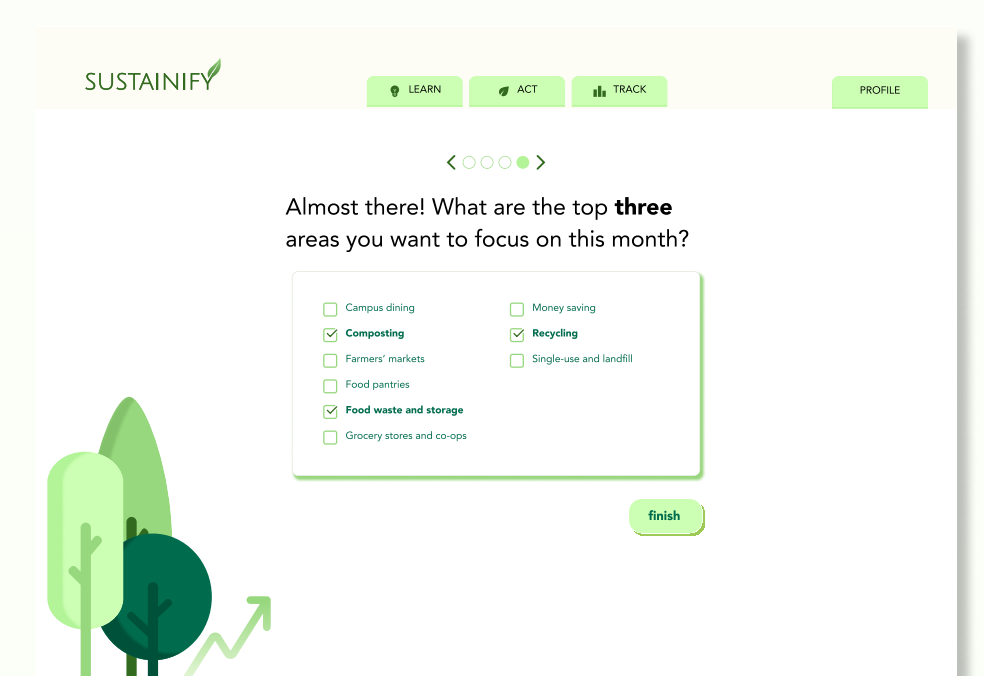 SUSTAINIFY
LEARN
ACT
TRACK
PROFILE
Almost there! What are the top three
areas you want to focus on this month?
Campus dining
Composting
Farmers’ markets
Food pantries
Food waste and storage
Grocery stores and co-ops
Money saving
Recycling
Single-use and landfill
finish